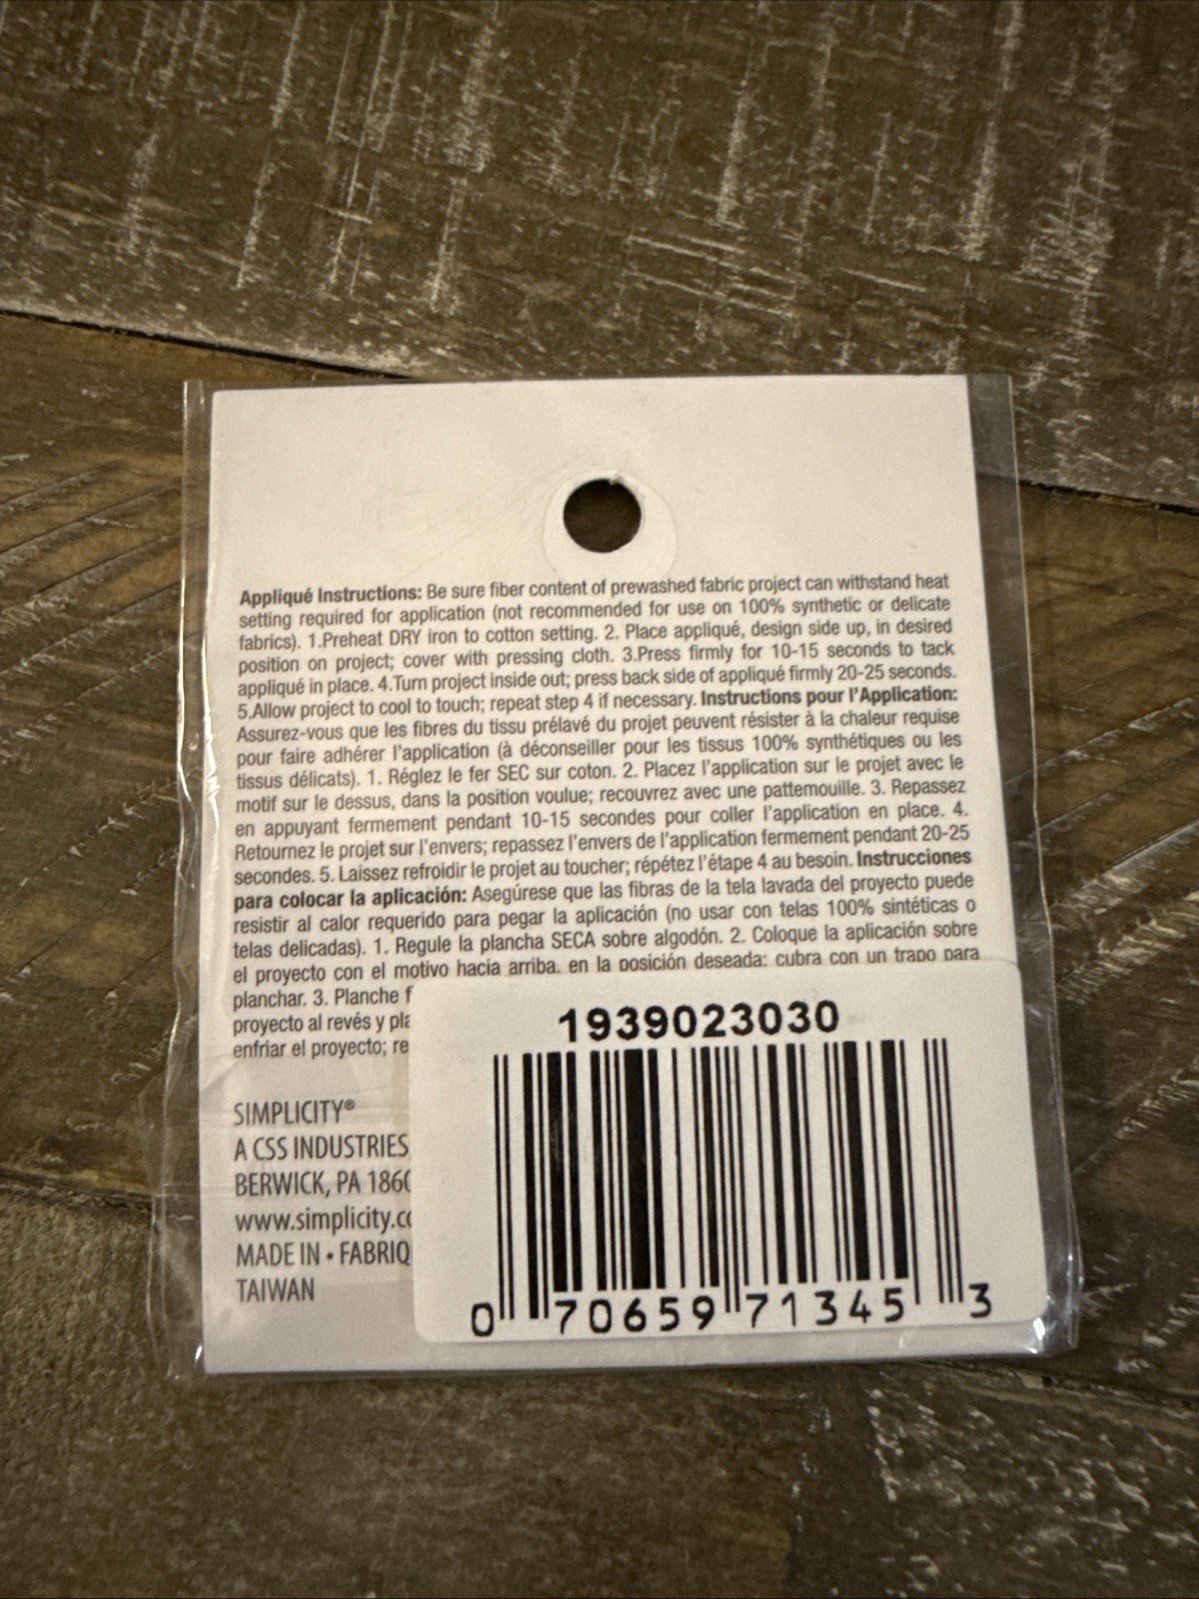 Appliqué Instructions: Be sure fiber content of prewashed fabric project can withstand heat
setting required for application (not recommended for use on 100% synthetic or delicate
fabrics). 1.Preheat DRY iron to cotton setting. 2. Place appliqué, design side up, in desired
position on project; cover with pressing cloth. 3.Press firmly for 10-15 seconds to tack
appliqué in place. 4.Turn project inside out; press back side of appliqué firmly 20-25 seconds.
5.Allow project to cool to touch; repeat step 4 if necessary. Instructions pour l'Application:
Assurez-vous que les fibres du tissu prélavé du projet peuvent résister à la chaleur requise
pour faire adhérer l'application (à déconseiller pour les tissus 100% synthétiques ou les
tissus délicats). 1. Réglez le fer SEC sur coton. 2. Placez l'application sur le projet avec le
motif sur le dessus, dans la position voulue; recouvrez avec une pattemouille. 3. Repassez
en appuyant fermement pendant 10-15 secondes pour coller l'application en place. 4.
Retournez le projet sur l'envers; repassez l'envers de l'application fermement pendant 20-25
secondes. 5. Laissez refroidir le projet au toucher; répétez l'étape 4 au besoin. Instrucciones
para colocar la aplicación: Asegúrese que las fibras de la tela lavada del proyecto puede
resistir al calor requerido para pegar la aplicación (no usar con telas 100% sintéticas o
telas delicadas). 1. Regule la plancha SECA sobre algodón. 2. Coloque la aplicación sobre
el proyecto con el motivo hacia arriba, en la posición deseada; cubra con un trapo para
planchar. 3. Planche f
proyecto al revés y pla
enfriar el proyecto; re
SIMPLICITY®
A CSS INDUSTRIES
BERWICK, PA 1860
www.simplicity.co
MADE IN • FABRIQ
TAIWAN
1939023030
0 70659 71345 3